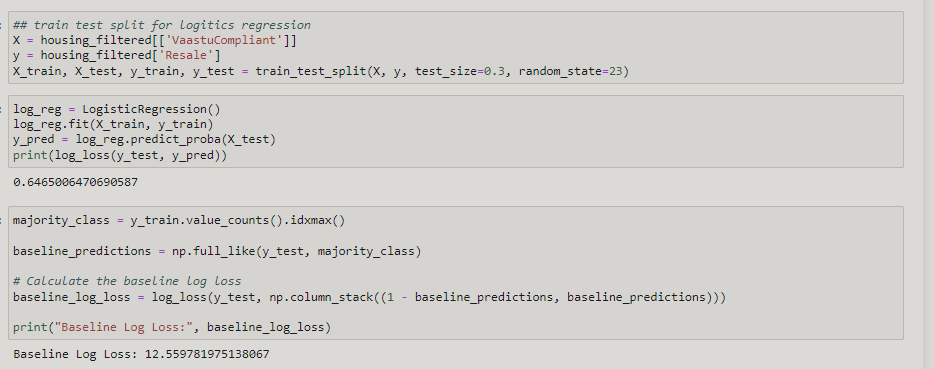 ## train test split for logitics regression
X = housing_filtered[['VaastuCompliant']]
y = housing_filtered['Resale']
X_train, X_test, y_train, y_test = train_test_split(X, y, test_size=0.3, random_state=23)
log_reg = LogisticRegression()
log_reg.fit(X_train, y_train)
y_pred = log_reg.predict_proba(X_test)
print(log_loss(y_test, y_pred))
0.6465006470690587
majority_class = y_train.value_counts().idxmax()
baseline_predictions = np.full_like(y_test, majority_class)
# Calculate the baseline log loss
baseline_log_loss = log_loss(y_test, np.column_stack((1 - baseline_predictions, baseline_predictions)))
print("Baseline Log Loss:", baseline_log_loss)
Baseline Log Loss: 12.559781975138067